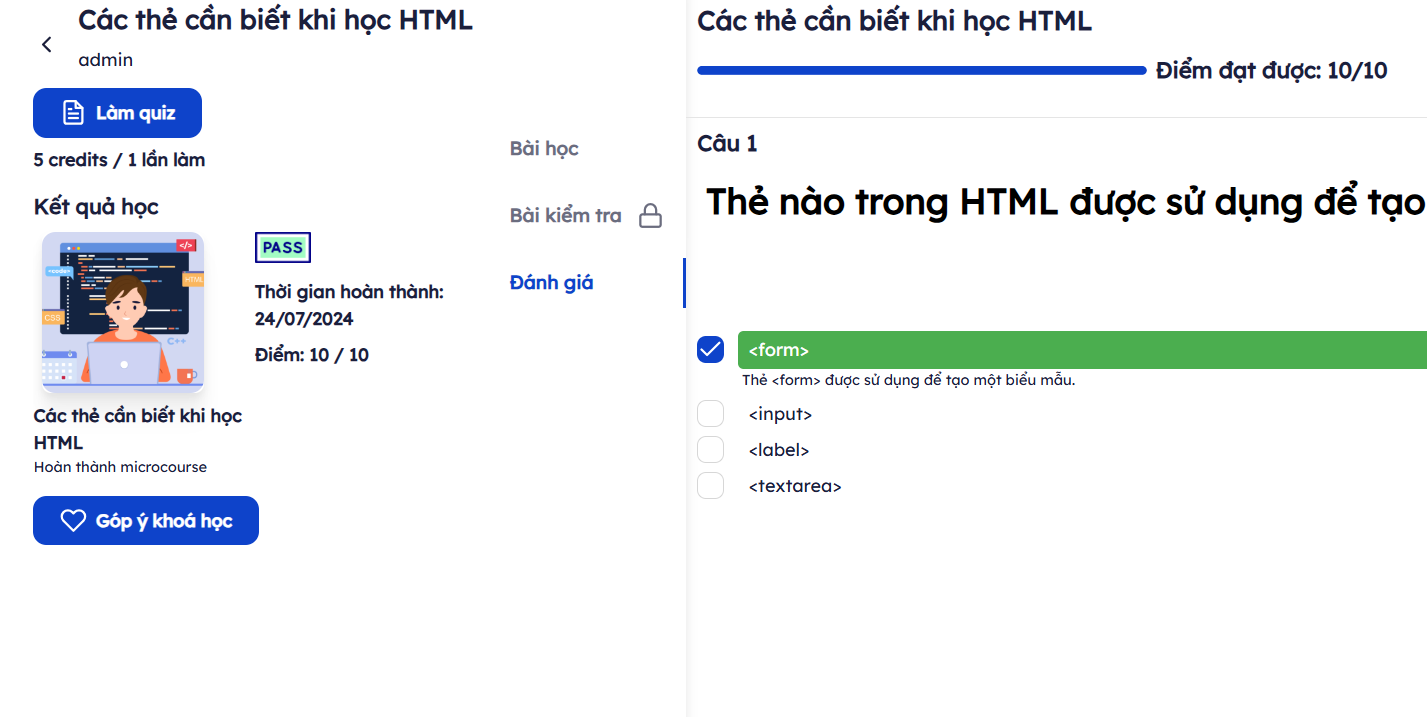 Các thẻ cần biết khi học HTML
admin
Làm quiz
5 credits / 1 lần làm
Kết quả học
</>
<code>
HTML
CSS
C++
PASS
Thời gian hoàn thành:
24/07/2024
Điểm: 10 / 10
Các thẻ cần biết khi học
HTML
Hoàn thành microcourse
Góp ý khoá học
Bài học
Bài kiểm tra
Đánh giá
Các thẻ cần biết khi học HTML
Điểm đạt được: 10/10
Câu 1
Thẻ nào trong HTML được sử dụng để tạo
<form>
Thẻ <form> được sử dụng để tạo một biểu mẫu.
<input>
<label>
<textarea>